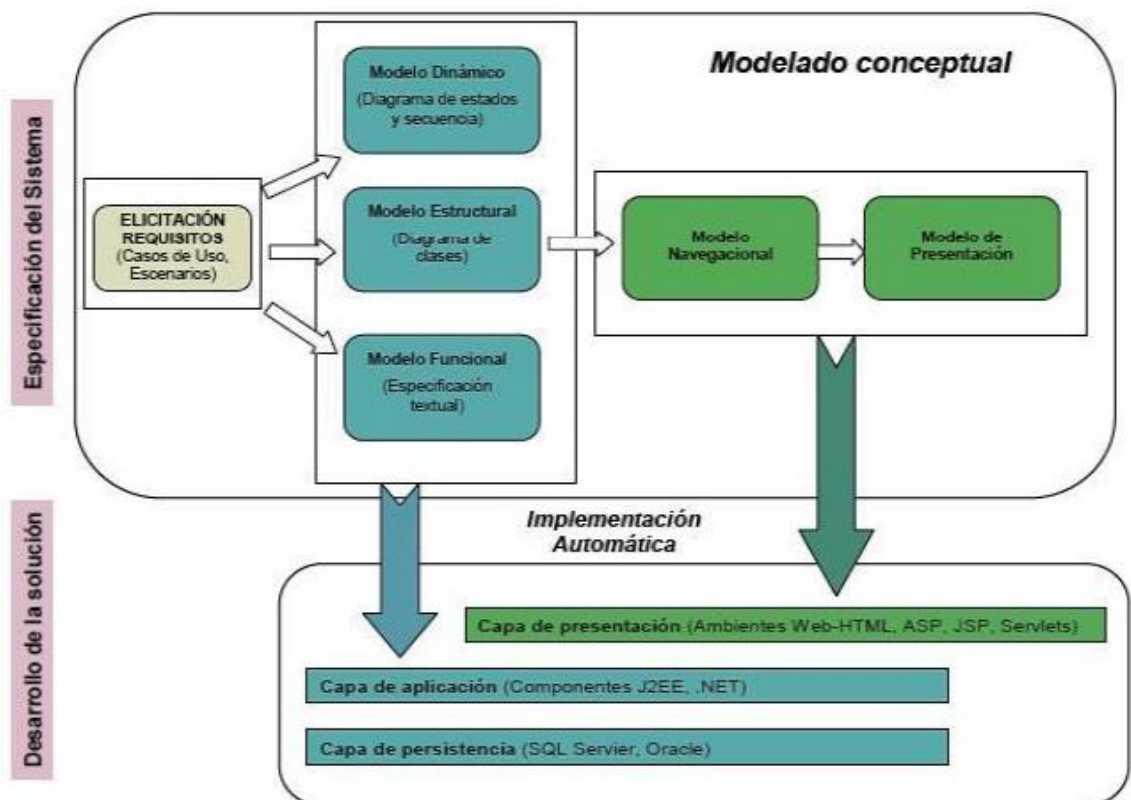 Modelado conceptual
Especificación del Sistema
ELICITACIÓN
REQUISITOS
(Casos de Uso,
Escenarios)
Modelo Dinámico
(Diagrama de estados
y secuencia)
Modelo Estructural
(Diagrama de
clases)
Modelo Funcional
(Especificación
textual)
Modelo
Navegacional
Modelo de
Presentación
Implementación
Automática
Desarrollo de la solución
Capa de presentación (Ambientes Web-HTML, ASP, JSP, Servlets)
Capa de aplicación (Componentes J2EE, .NET)
Capa de persistencia (SQL Servier, Oracle)